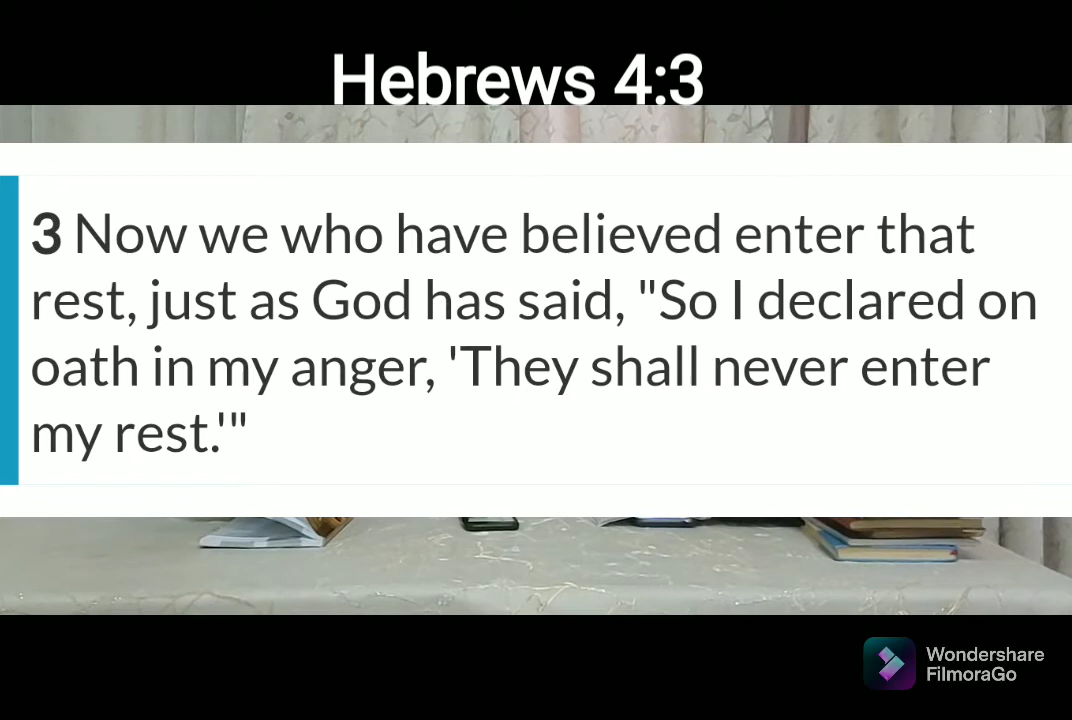 Hebrews 4:3
3 Now we who have believed enter that
rest, just as God has said, "So I declared on
oath in my anger, 'They shall never enter
my rest.'"
Wondershare
FilmoraGo